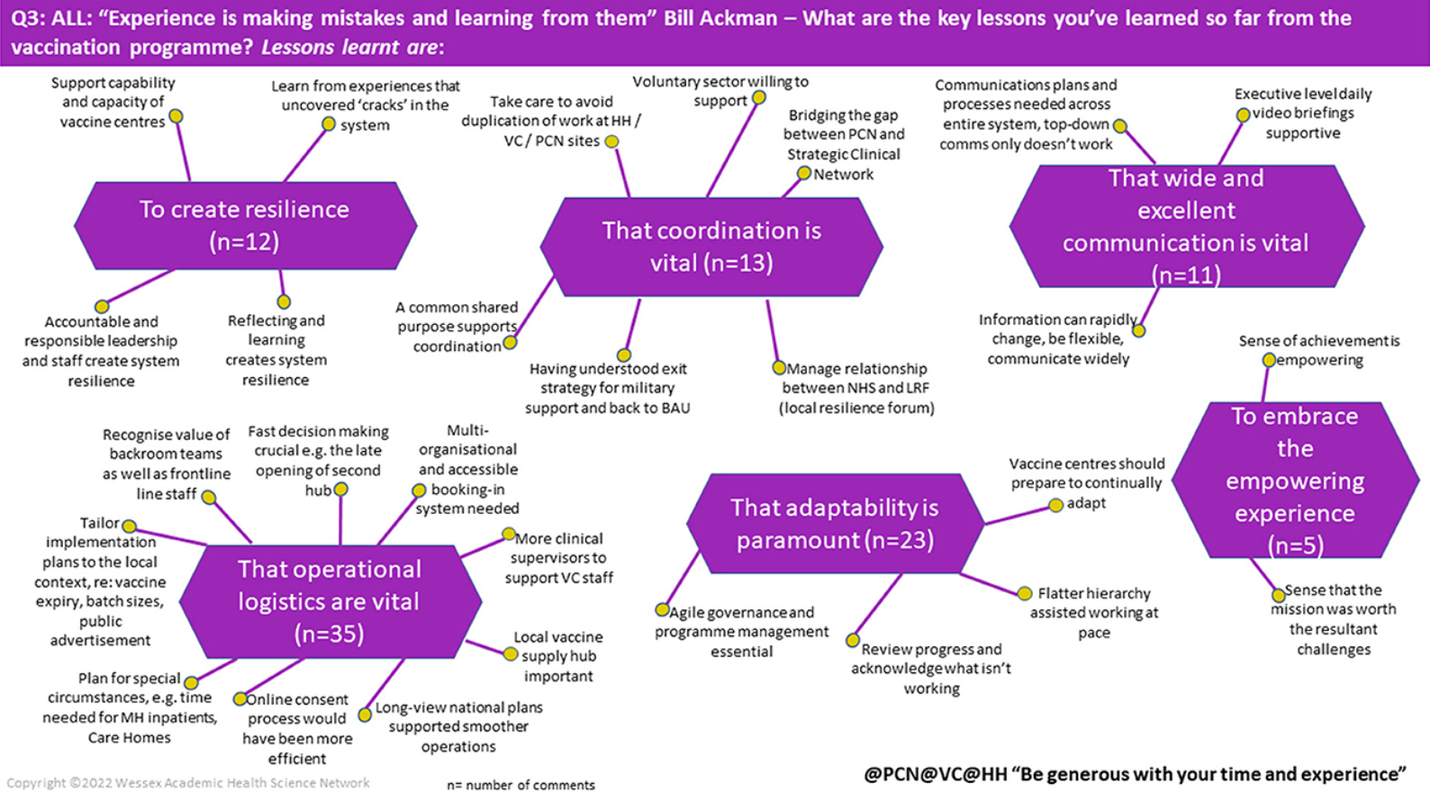 Q3: ALL: “Experience is making mistakes and learning from them” Bill Ackman – What are the key lessons you’ve learned so far from the
vaccination programme? Lessons learnt are:
Support capability
and capacity of
vaccine centres
Learn from experiences that
uncovered ‘cracks’ in the
system
To create resilience
(n=12)
Accountable and
responsible leadership
and staff create system
resilience
Reflecting and
learning
creates system
resilience
Take care to avoid
duplication of work at HH /
VC / PCN sites
Voluntary sector willing to
support
Bridging the gap
between PCN and
Strategic Clinical
Network
That coordination is
vital (n=13)
A common shared
purpose supports
coordination
Having understood exit
strategy for military
support and back to BAU
Manage relationship
between NHS and LRF
(local resilience forum)
Communications plans and
processes needed across
entire system, top-down
comms only doesn’t work
Executive level daily
video briefings
supportive
That wide and
excellent
communication is vital
(n=11)
Information can rapidly
change, be flexible,
communicate widely
Sense of achievement is
empowering
To embrace
the
empowering
experience
(n=5)
Sense that the
mission was worth
the resultant
challenges
Recognise value of
backroom teams
as well as frontline
line staff
Fast decision making
crucial e.g. the late
opening of second
hub
Multi-
organisational
and accessible
booking-in
system needed
Tailor
implementation
plans to the local
context, re: vaccine
expiry, batch sizes,
public
advertisement
More clinical
supervisors to
support VC staff
That operational
logistics are vital
(n=35)
Local vaccine
supply hub
important
Plan for special
circumstances, e.g. time
needed for MH inpatients,
Care Homes
Online consent
process would
have been more
efficient
Long-view national plans
supported smoother
operations
That adaptability is
paramount (n=23)
Vaccine centres should
prepare to continually
adapt
Agile governance and
programme management
essential
Review progress and
acknowledge what isn’t
working
Flatter hierarchy
assisted working at
pace
Copyright ©2022 Wessex Academic Health Science Network
n= number of comments
@PCN@VC@HH “Be generous with your time and experience”